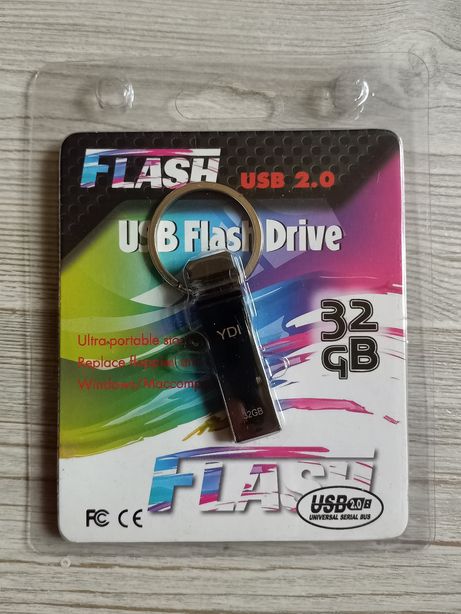 FLASH
USB 2.0
USB Flash Drive
YDI
32
GB
Ultra-portable
Replace
Windows/
32GB
FLASH
FC CE
USB 2.0
UNIVERSAL SERIAL BUS